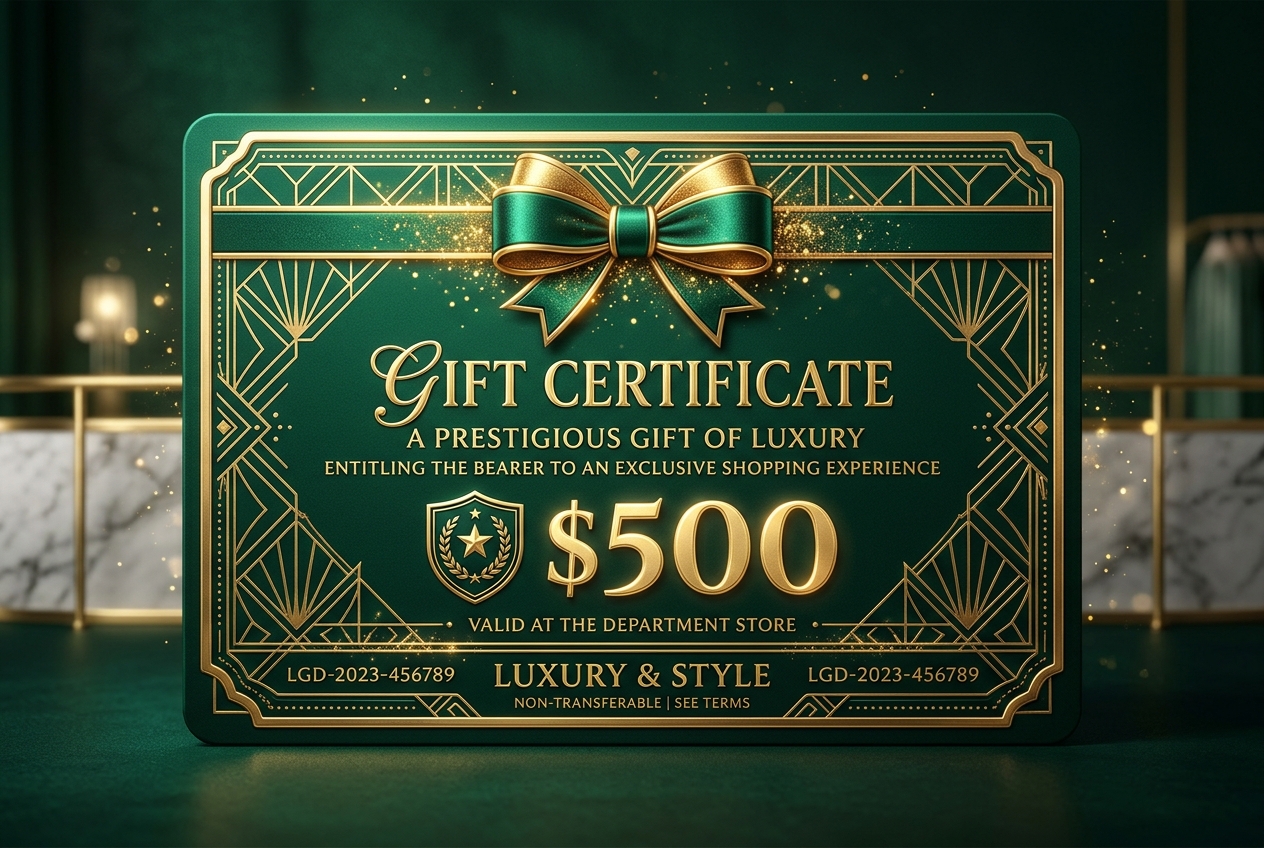 GIFT CERTIFICATE
A PRESTIGIOUS GIFT OF LUXURY
ENTITLING THE BEARER TO AN EXCLUSIVE SHOPPING EXPERIENCE
$500
VALID AT THE DEPARTMENT STORE
LGD-2023-456789 LUXURY & STYLE LGD-2023-456789
NON-TRANSFERABLE | SEE TERMS